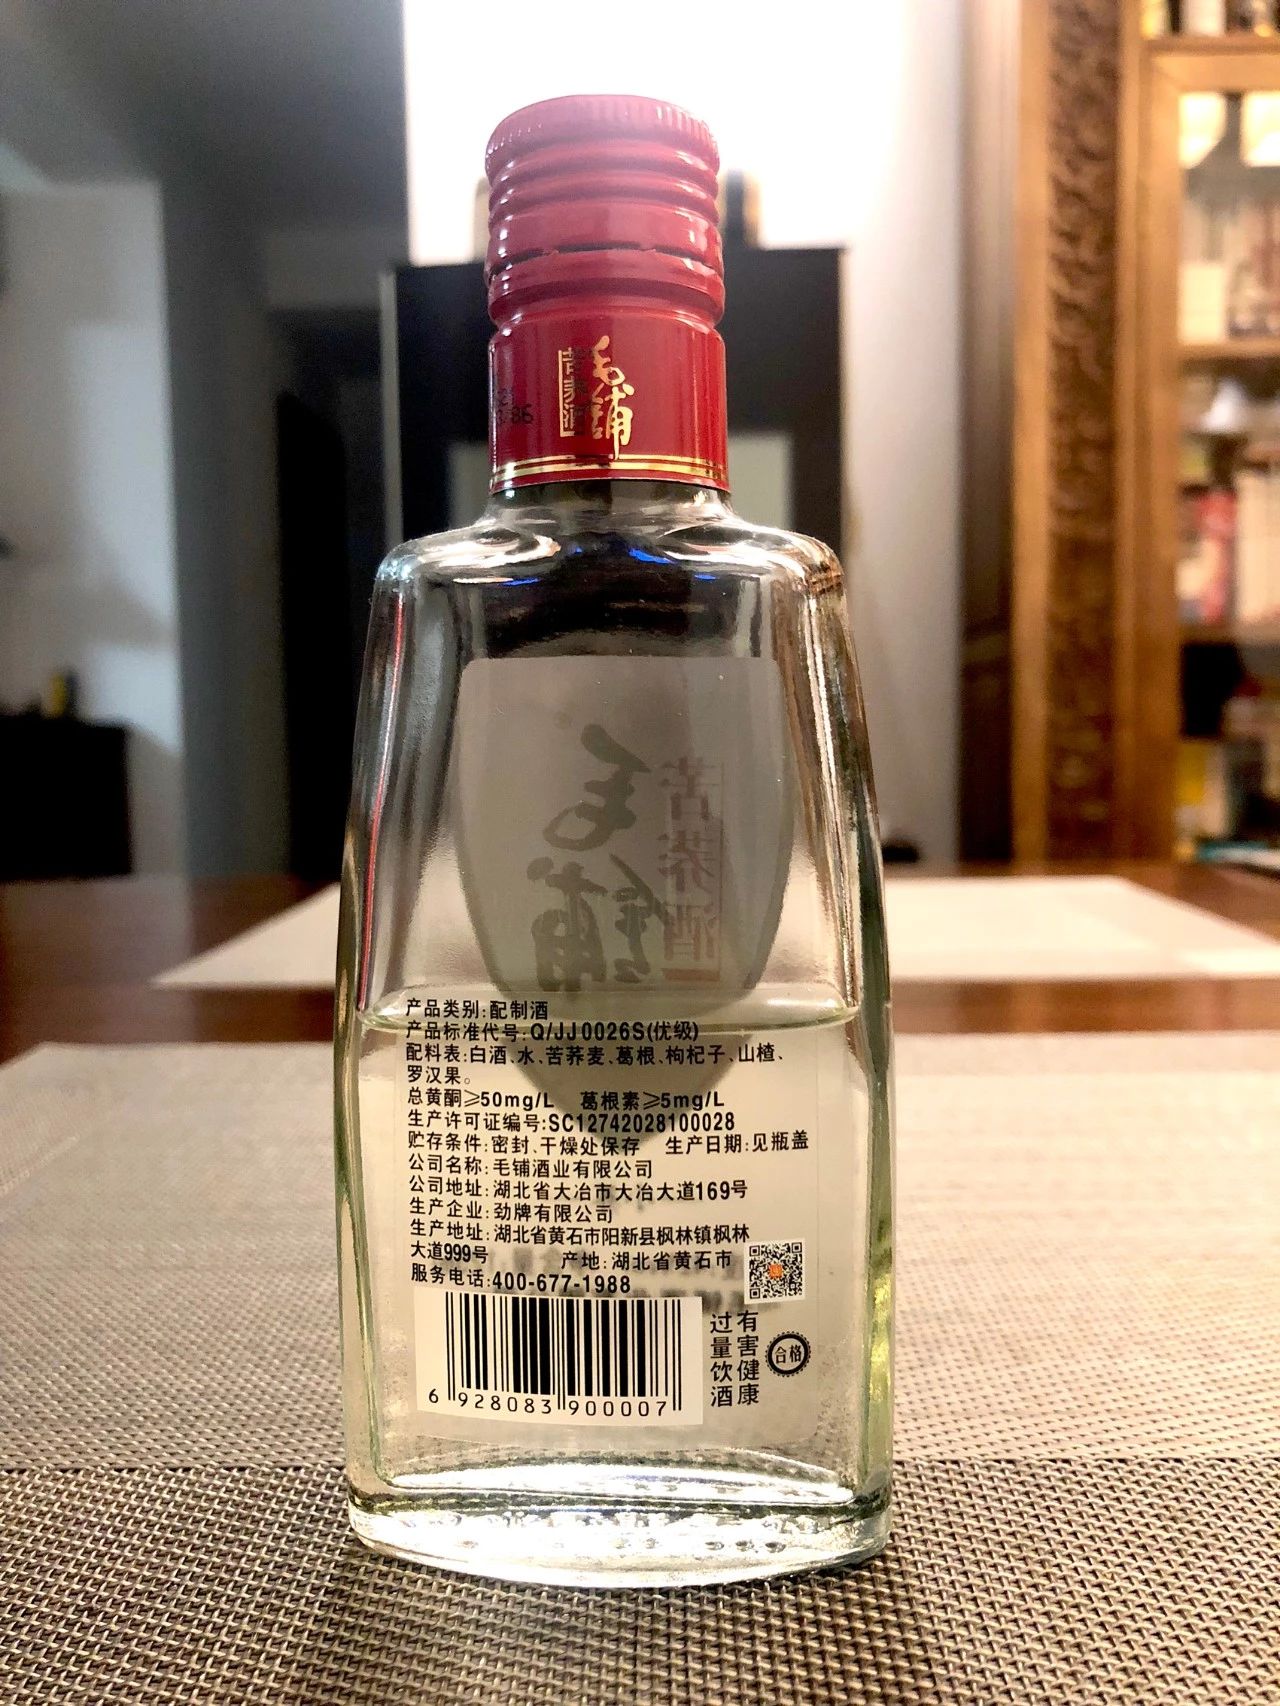 毛铺
苦荞酒
毛铺
苦荞酒
产品类别:配制酒
产品标准代号:Q/JJ0026S(优级)
配料表:白酒、水、苦荞麦、葛根、枸杞子、山楂、
罗汉果。
总黄酮≥50mg/L 葛根素≥5mg/L
生产许可证编号:SC12742028100028
贮存条件:密封、干燥处保存 生产日期:见瓶盖
公司名称:毛铺酒业有限公司
公司地址:湖北省大冶市大冶大道169号
生产企业:劲牌有限公司
生产地址:湖北省黄石市阳新县枫林镇枫林
大道999号 产地:湖北省黄石市
服务电话:400-677-1988
6 928083 900007
过量饮酒
有害健康
合格